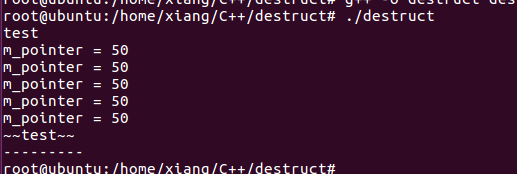 root@ubuntu:/home/xiang/C++/destruct# g++ -o destruct des
root@ubuntu:/home/xiang/C++/destruct# ./destruct
test
m_pointer = 50
m_pointer = 50
m_pointer = 50
m_pointer = 50
m_pointer = 50
~~test~~
---------
root@ubuntu:/home/xiang/C++/destruct#